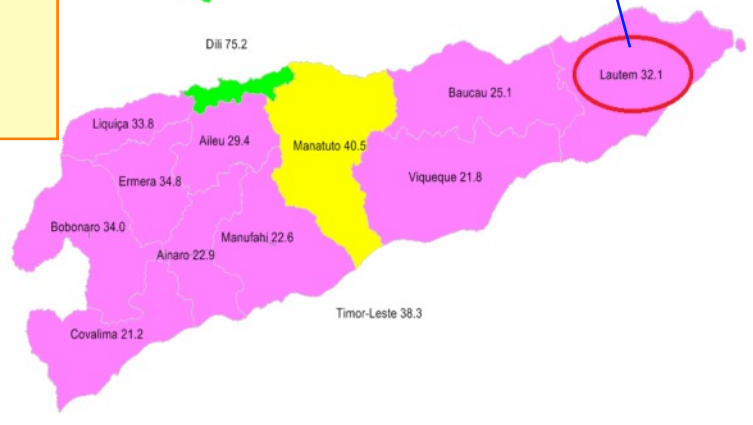 Dili 75.2
Lautem 32.1
Baucau 25.1
Liquiça 33.8
Aileu 29.4
Manatuto 40.5
Ermera 34.8
Viqueque 21.8
Bobonaro 34.0
Manufahi 22.6
Ainaro 22.9
Timor-Leste 38.3
Covalima 21.2